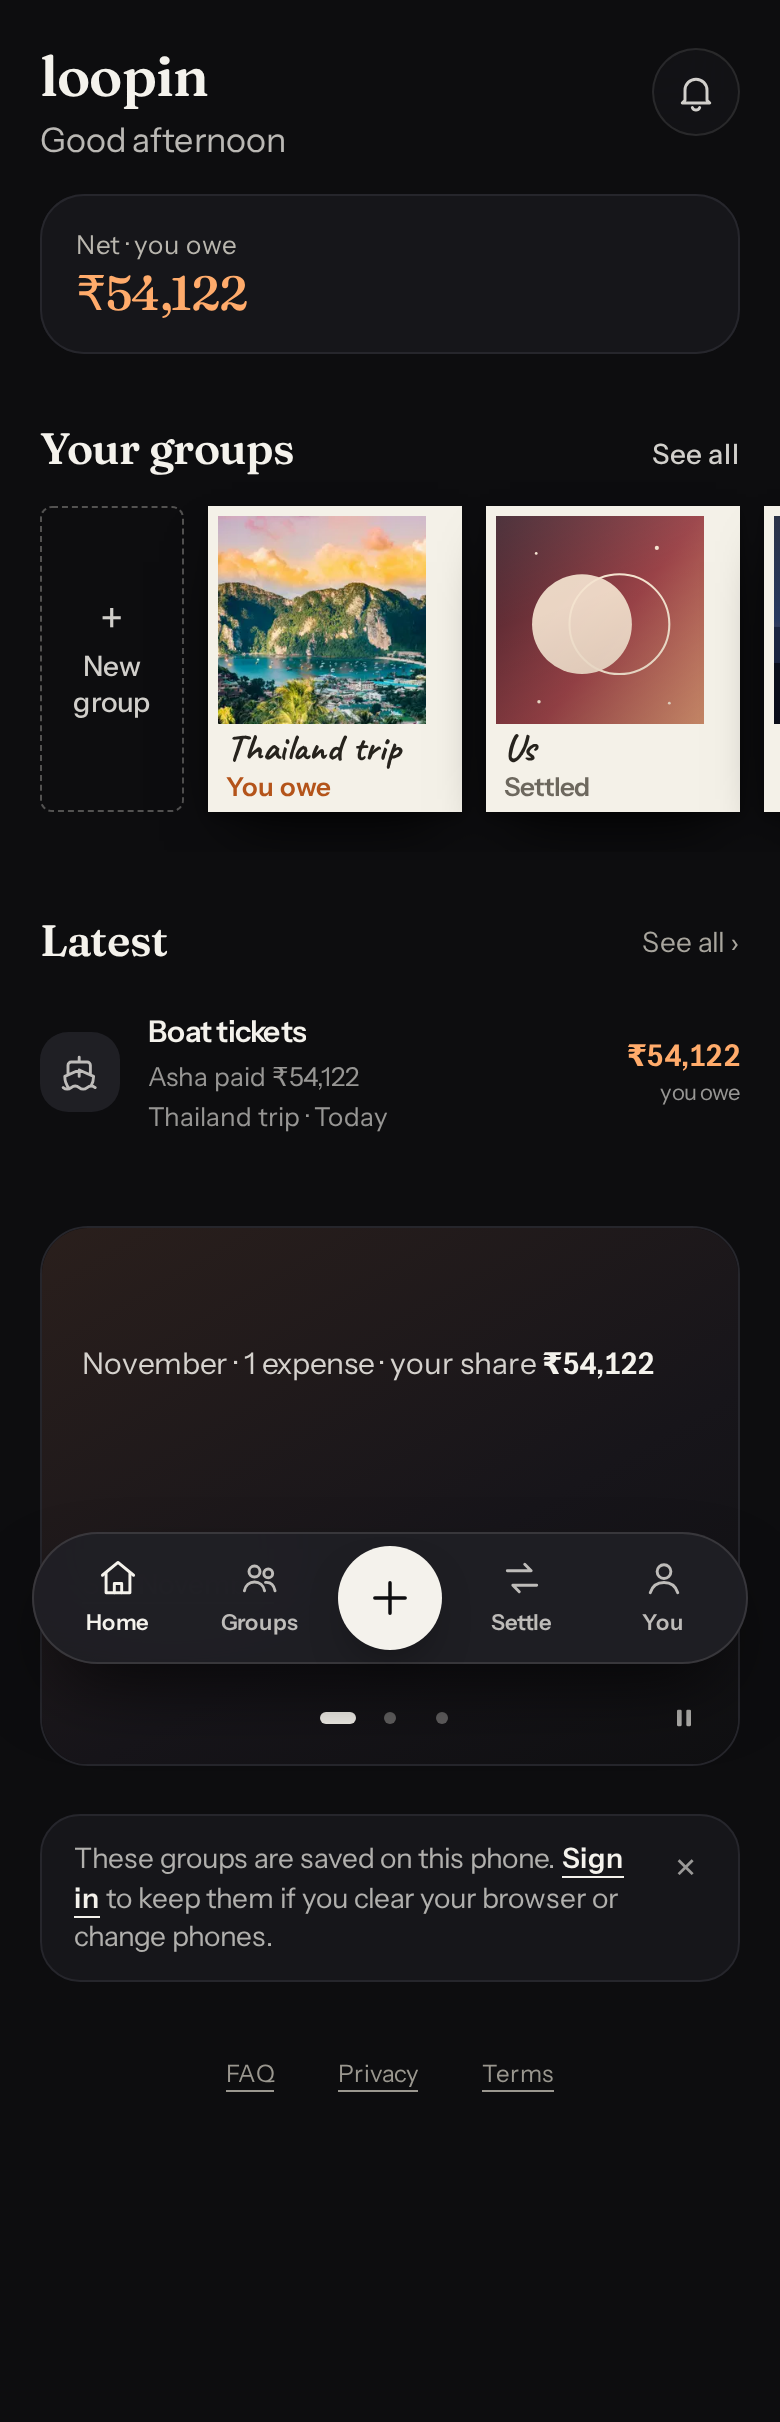 loopin
Good afternoon
Net · you owe
₹54,122
Your groups
See all
+
New
group
Thailand trip
You owe
Us
Settled
Latest
See all ›
Boat tickets
Asha paid ₹54,122
Thailand trip · Today
₹54,122
you owe
November · 1 expense · your share ₹54,122
Home
Groups
Settle
You
These groups are saved on this phone. Sign
in to keep them if you clear your browser or
change phones.
FAQ
Privacy
Terms